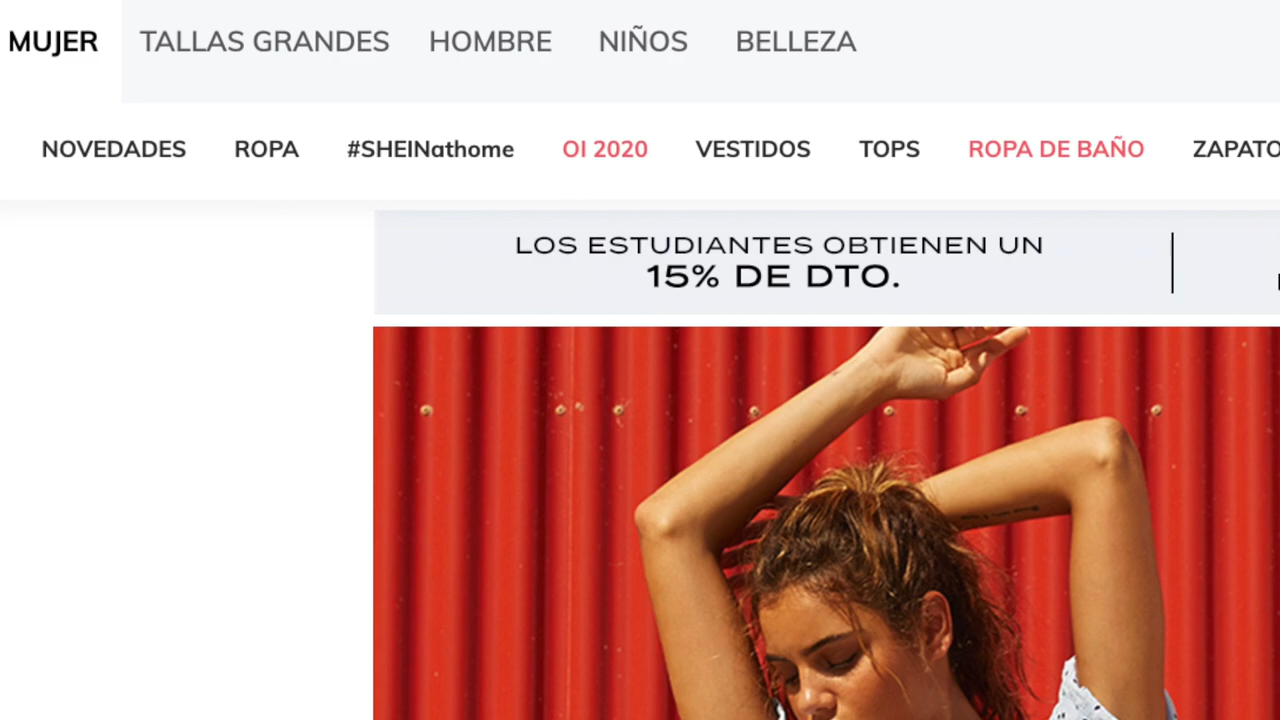 MUJER TALLAS GRANDES HOMBRE NIÑOS BELLEZA
NOVEDADES ROPA #SHEINathome OI 2020 VESTIDOS TOPS ROPA DE BAÑO ZAPATO
LOS ESTUDIANTES OBTIENEN UN
15% DE DTO.